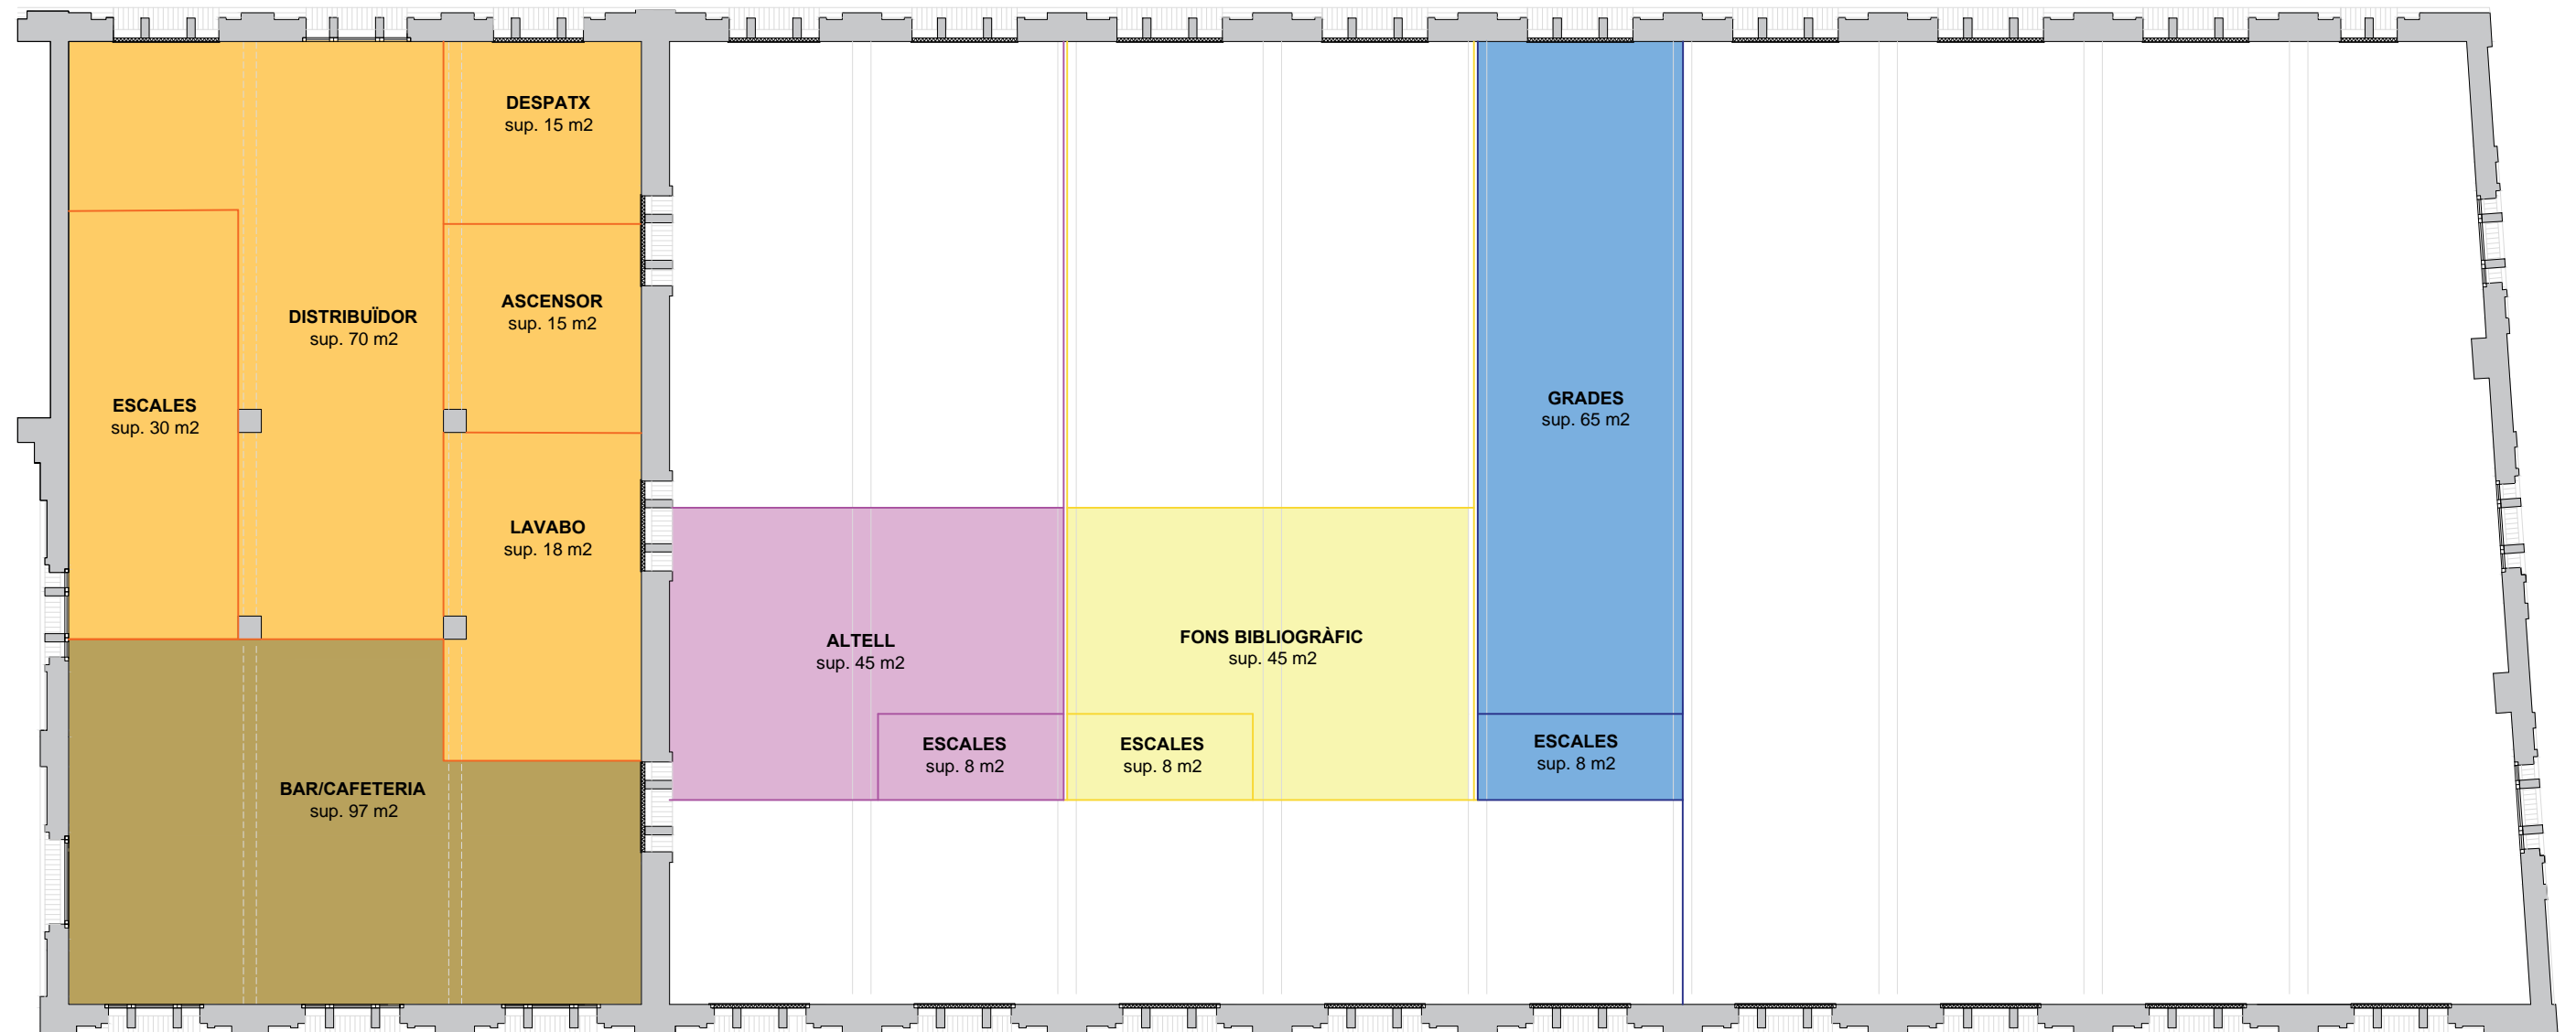 DESPATX
sup. 15 m2
ASCENSOR
sup. 15 m2
DISTRIBUÏDOR
sup. 70 m2
ESCALES
sup. 30 m2
LAVABO
sup. 18 m2
BAR/CAFETERIA
sup. 97 m2
ALTELL
sup. 45 m2
ESCALES
sup. 8 m2
FONS BIBLIOGRÀFIC
sup. 45 m2
ESCALES
sup. 8 m2
GRADES
sup. 65 m2
ESCALES
sup. 8 m2